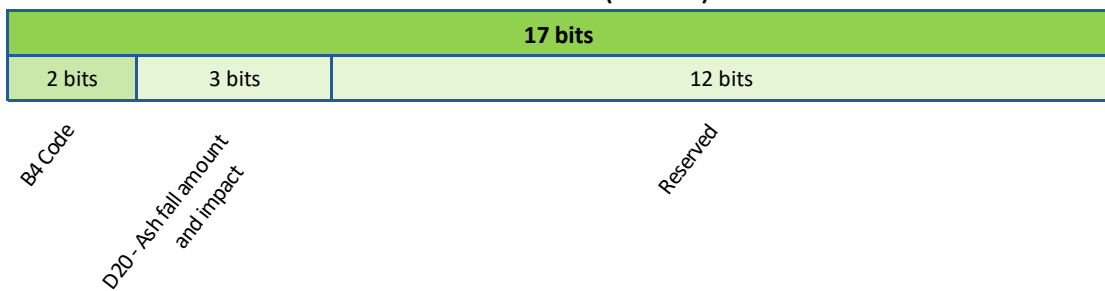 17 bits
2 bits 3 bits 12 bits
B4 Code
D20 - Ash fall amount
and impact
Reserved